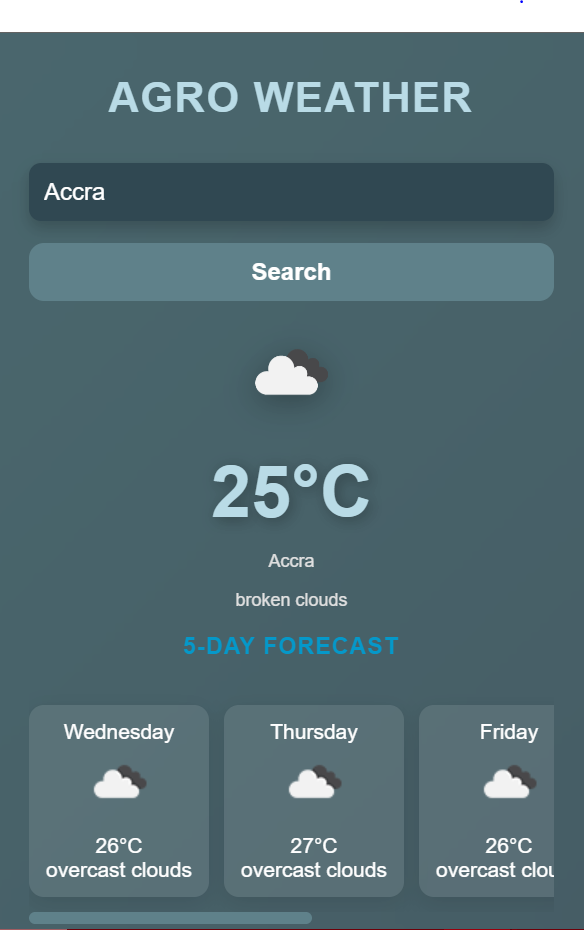 AGRO WEATHER
Accra
Search
25°C
Accra
broken clouds
5-DAY FORECAST
Wednesday
26°C
overcast clouds
Thursday
27°C
overcast clouds
Friday
26°C
overcast clou